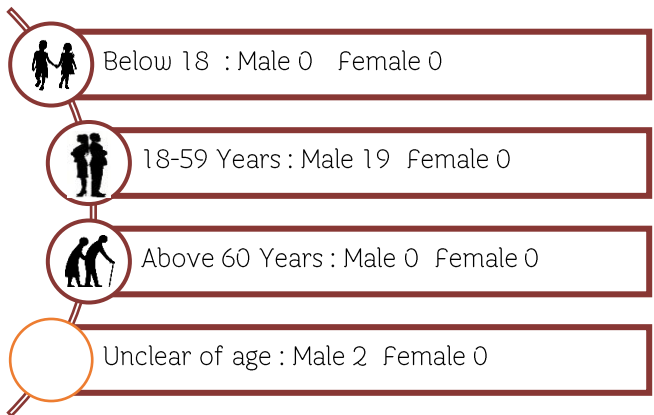 Below 18 : Male 0 Female 0
18-59 Years : Male 19 Female 0
Above 60 Years : Male 0 Female 0
Unclear of age : Male 2 Female 0